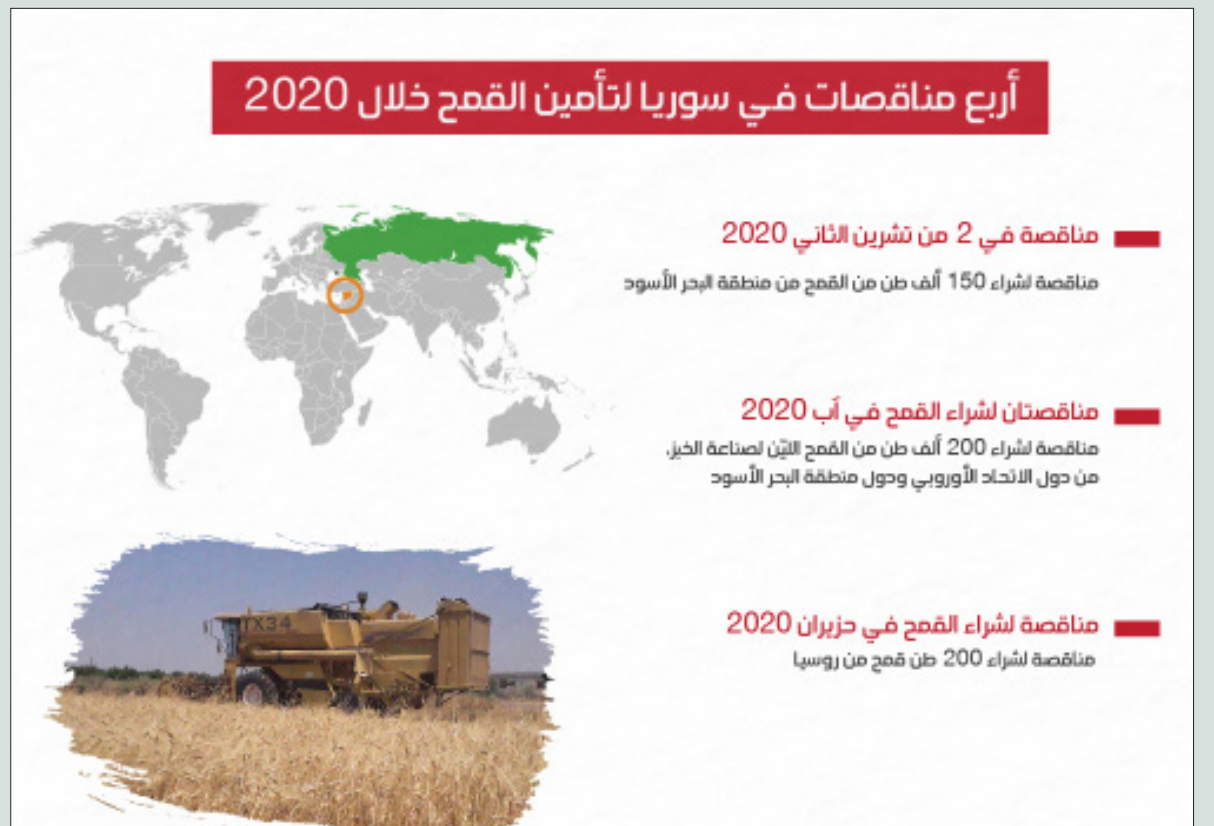 أربع مناقصات في سوريا لتأمين القمح خلال 2020
مناقصة في 2 من تشرين الثاني 2020
مناقصة لشراء 150 ألف طن من القمح من منطقة البحر الأسود
مناقصتان لشراء القمح في آب 2020
مناقصة لشراء 200 ألف طن من القمح الليّن لصناعة الخبز،
من دول الاتحاد الأوروبي ودول منطقة البحر الأسود
مناقصة لشراء القمح في حزيران 2020
مناقصة لشراء 200 طن قمح من روسيا
TX34